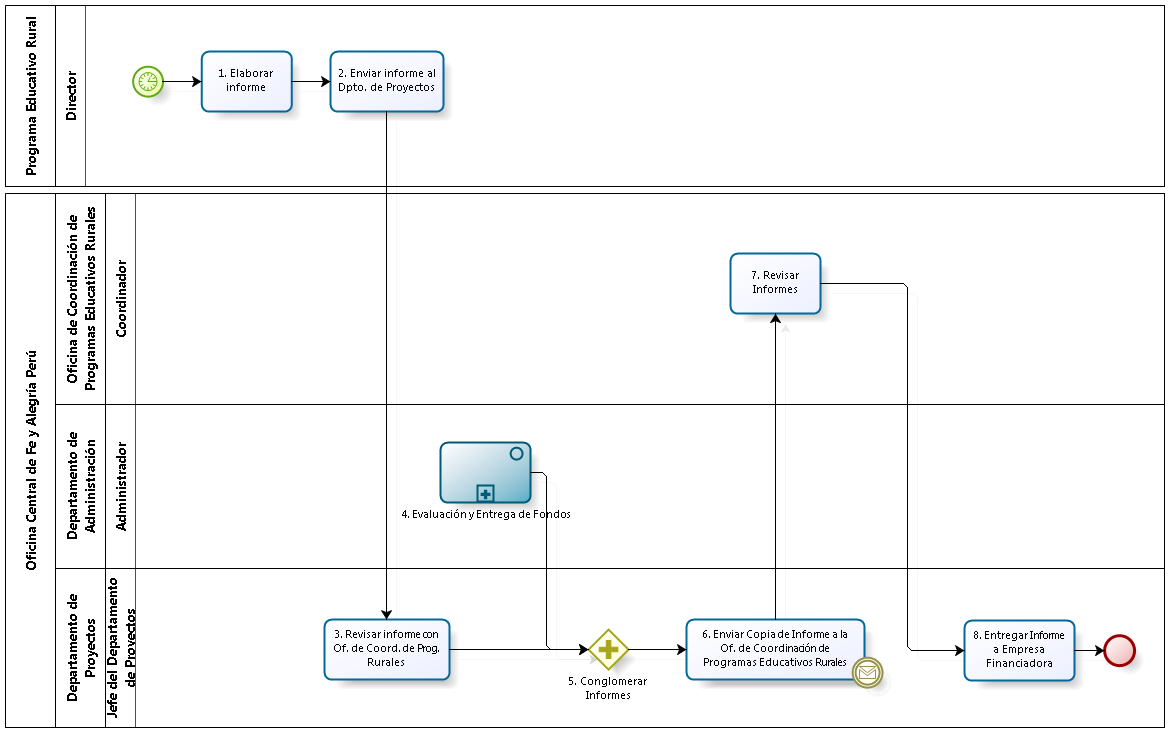 Programa Educativo Rural
Director
1. Elaborar
informe
2. Enviar informe al
Dpto. de Proyectos
Oficina Central de Fe y Alegría Perú
Oficina de Coordinación de
Programas Educativos Rurales
Coordinador
7. Revisar
Informes
Departamento de
Administración
Administrador
4. Evaluación y Entrega de Fondos
Departamento de
Proyectos
Jefe del Departamento
de Proyectos
3. Revisar informe con
Of. de Coord. de Prog.
Rurales
5. Conglomerar
Informes
6. Enviar Copia de Informe a la
Of. de Coordinación de
Programas Educativos Rurales
8. Entregar Informe
a Empresa
Financiadora